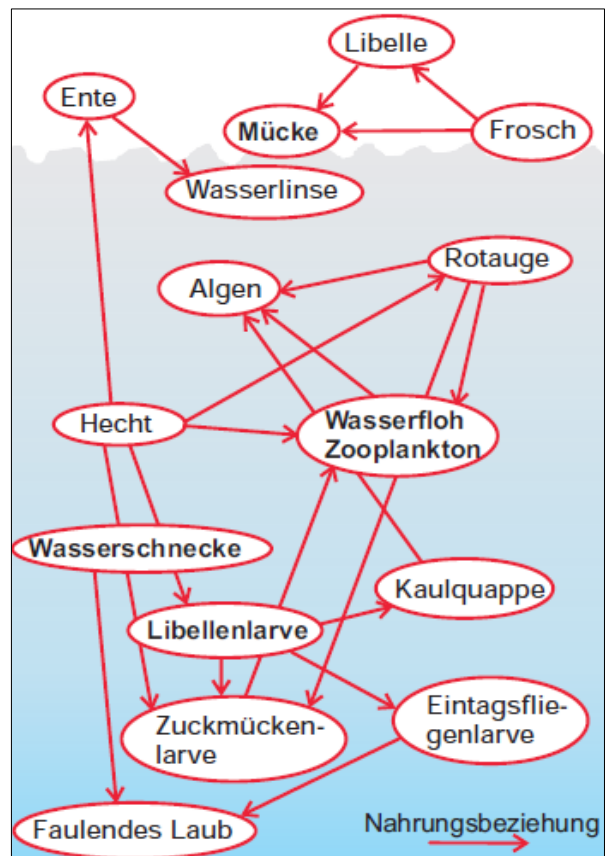 Libelle
Ente
Mücke
Frosch
Wasserlinse
Rotauge
Algen
Hecht
Wasserfloh
Zooplankton
Wasserschnecke
Kaulquappe
Libellenlarve
Zuckmücken-
larve
Eintagsflie-
genlarve
Faulendes Laub
Nahrungsbeziehung